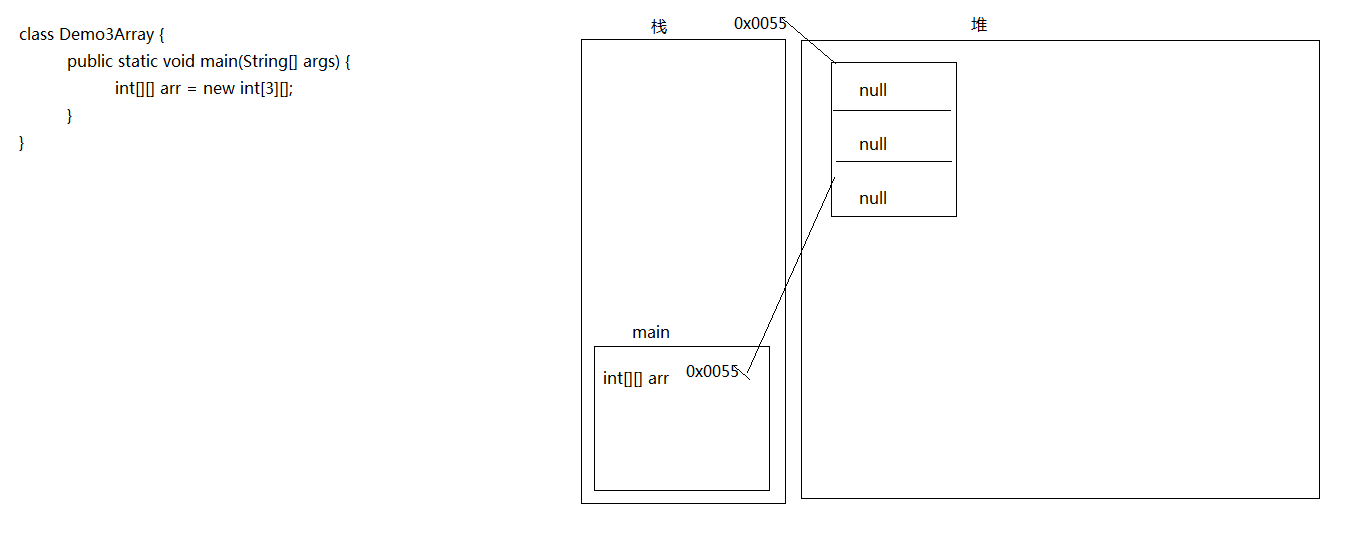 class Demo3Array {
public static void main(String[] args) {
int[][] arr = new int[3][];
}
}
栈
0x0055
堆
null
null
null
main
int[][] arr 0x0055